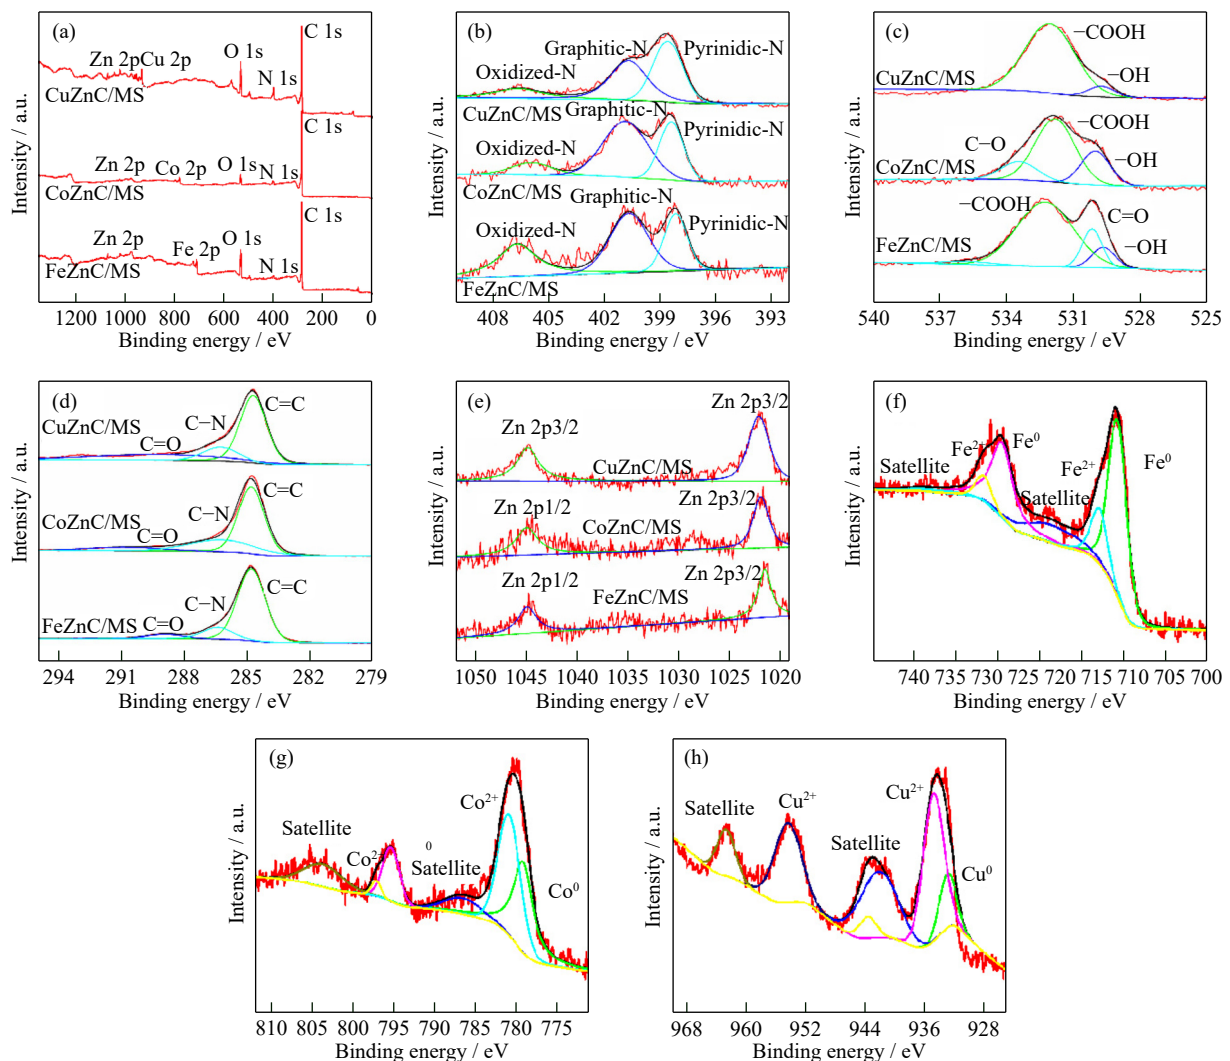 (a)
C 1s
Zn 2p
Cu 2p
O 1s
N 1s
CuZnC/MS
C 1s
Zn 2p
Co 2p
O 1s
N 1s
CoZnC/MS
C 1s
Zn 2p
Fe 2p
O 1s
N 1s
FeZnC/MS
Intensity / a.u.
1200 1000 800 600 400 200 0
Binding energy / eV
(b)
Graphitic-N
Pyrinidic-N
Oxidized-N
CuZnC/MS
Graphitic-N
Pyrinidic-N
Oxidized-N
CoZnC/MS
Graphitic-N
Pyrinidic-N
Oxidized-N
FeZnC/MS
Intensity / a.u.
408 405 402 399 396 392
Binding energy / eV
(c)
−COOH
−OH
CuZnC/MS
−COOH
C−O
−OH
CoZnC/MS
−COOH
C=O
−OH
FeZnC/MS
Intensity / a.u.
540 537 534 531 528 525
Binding energy / eV
(d)
C=C
C−N
CuZnC/MS
C=O
C=C
C−N
CoZnC/MS
C=O
C=C
C−N
FeZnC/MS
C=O
Intensity / a.u.
294 291 288 285 282 279
Binding energy / eV
(e)
Zn 2p3/2
Zn 2p3/2
CuZnC/MS
Zn 2p1/2
Zn 2p3/2
CoZnC/MS
Zn 2p1/2
Zn 2p3/2
FeZnC/MS
Intensity / a.u.
1050 1045 1040 1035 1030 1025 1020
Binding energy / eV
(f)
Fe²⁺
Fe⁰
Satellite
Satellite
Fe²⁺
Fe⁰
Intensity / a.u.
740 730 725 720 715 711 705 700
Binding energy / eV
(g)
Co²⁺
Satellite
Co²⁺
0
Satellite
Co⁰
Intensity / a.u.
810 805 800 795 790 785 780 775
Binding energy / eV
(h)
Satellite
Cu²⁺
Cu²⁺
Satellite
Cu⁰
Intensity / a.u.
968 960 952 944 936 928
Binding energy / eV